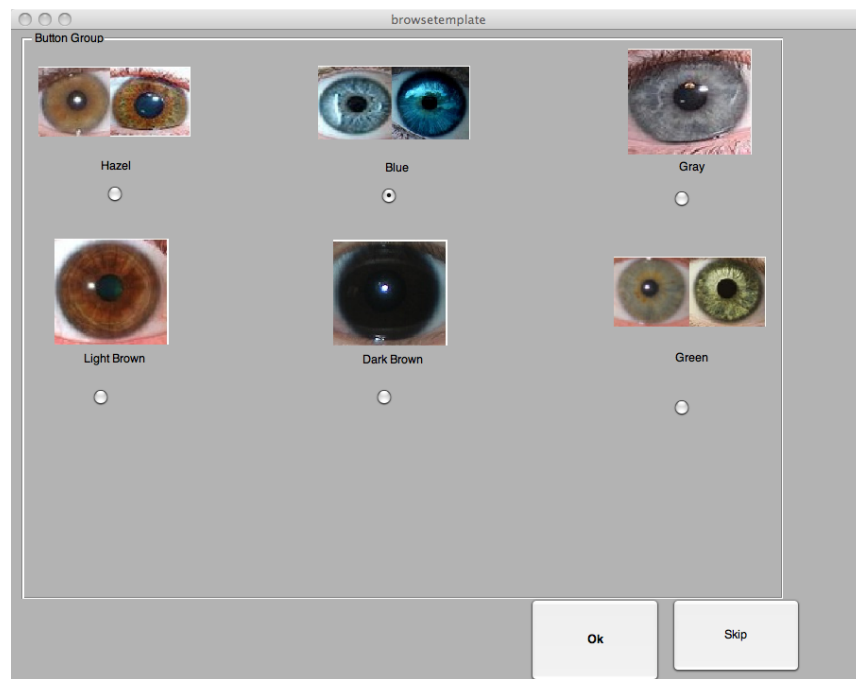 browsetemplate
Button Group
Hazel
Blue
Gray
Light Brown
Dark Brown
Green
Ok
Skip